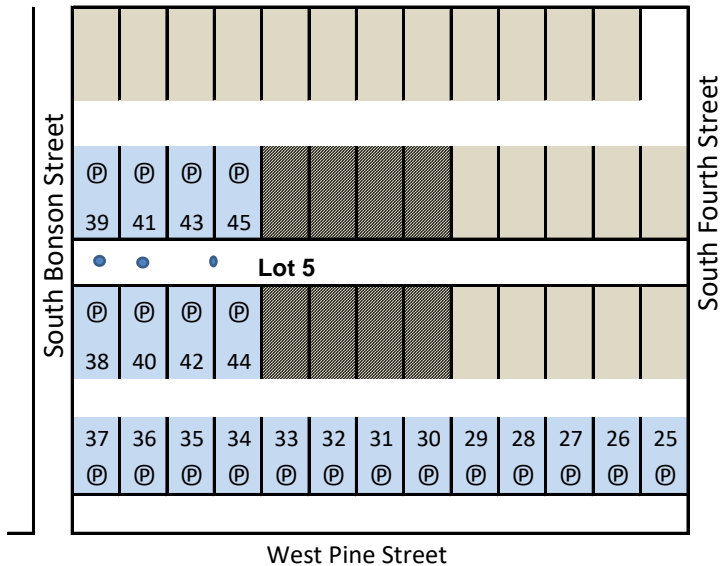 South Bonson Street
South Fourth Street
Ⓟ Ⓟ Ⓟ Ⓟ
39 41 43 45
Lot 5
Ⓟ Ⓟ Ⓟ Ⓟ
38 40 42 44
37 36 35 34 33 32 31 30 29 28 27 26 25
Ⓟ Ⓟ Ⓟ Ⓟ Ⓟ Ⓟ Ⓟ Ⓟ Ⓟ Ⓟ Ⓟ Ⓟ Ⓟ
West Pine Street